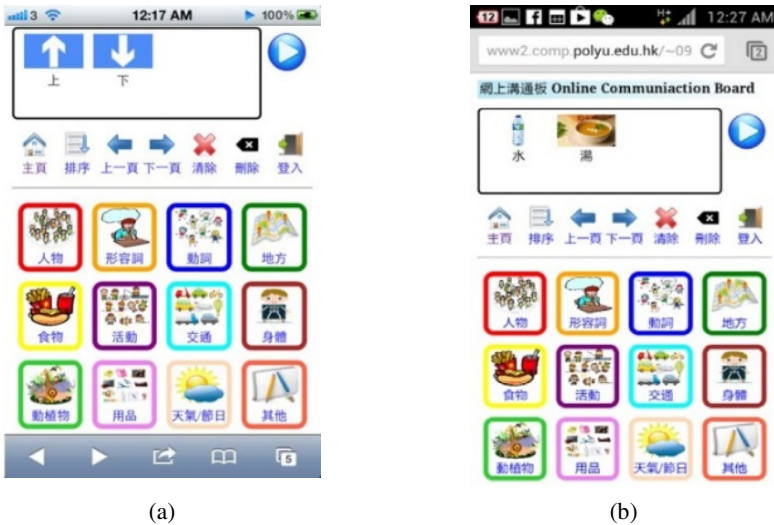 3 12:17 AM 100%
上 下
主頁 排序 上一頁 下一頁 清除 刪除 登入
人物 形容詞 動詞 地方
食物 活動 交通 身體
動植物 用品 天氣/節日 其他
5
(a)
12 H+ 12:27 AM
www2.comp.polyu.edu.hk/~09 2
網上溝通板 Online Communiaction Board
水 湯
主頁 排序 上一頁 下一頁 清除 刪除 登入
人物 形容詞 動詞 地方
食物 活動 交通 身體
動植物 用品 天氣/節日 其他
(b)